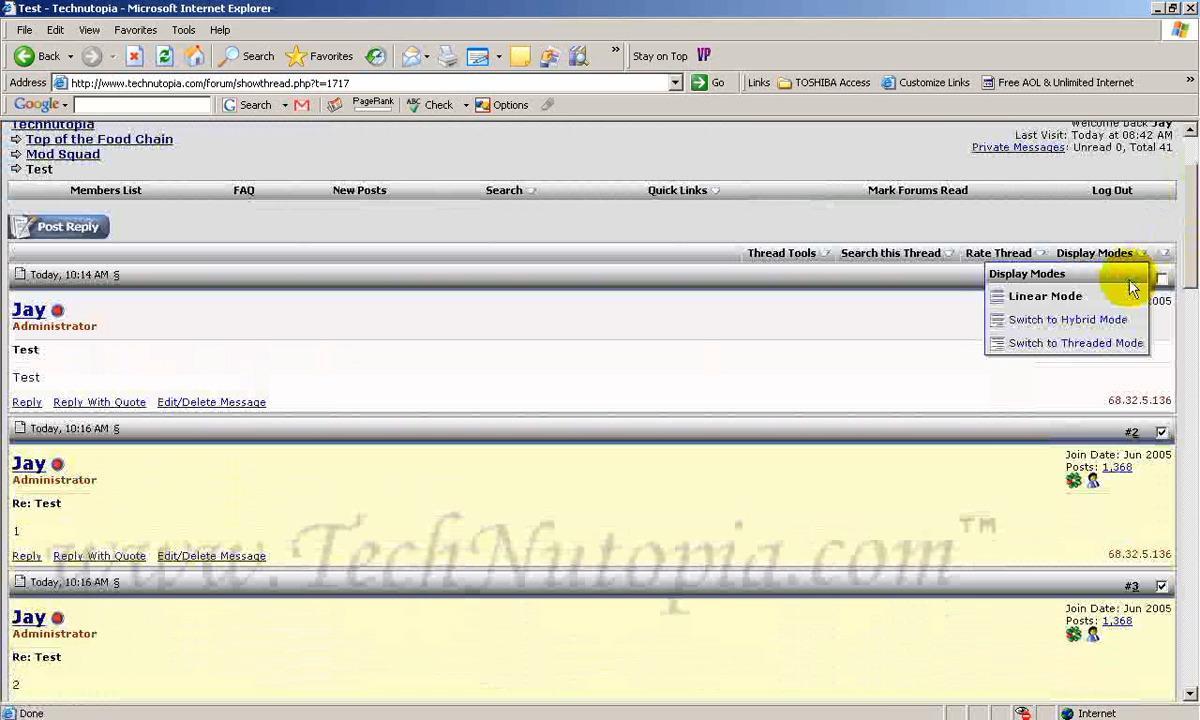 Test - Technutopia - Microsoft Internet Explorer
File Edit View Favorites Tools Help
Back Search Favorites » Stay on Top VP
Address http://www.technutopia.com/forum/showthread.php?t=1717 Go Links TOSHIBA Access Customize Links Free AOL & Unlimited Internet »
Google Search PageRank Check Options
Technutopia
Welcome back Jay
Top of the Food Chain
Last Visit: Today at 08:42 AM
Mod Squad
Private Messages: Unread 0, Total 41
Test
Members List FAQ New Posts Search Quick Links Mark Forums Read Log Out
Post Reply
Thread Tools Search this Thread Rate Thread Display Modes
Today, 10:14 AM §
Display Modes
Linear Mode
Switch to Hybrid Mode
Switch to Threaded Mode
2005
Jay
Administrator
Test
Test
Reply Reply With Quote Edit/Delete Message
68.32.5.136
Today, 10:16 AM § #2
Jay
Administrator
Join Date: Jun 2005
Posts: 1,368
Re: Test
1
Reply Reply With Quote Edit/Delete Message
68.32.5.136
www.TechNutopia.com™
Today, 10:16 AM § #3
Jay
Administrator
Join Date: Jun 2005
Posts: 1,368
Re: Test
2
Done Internet